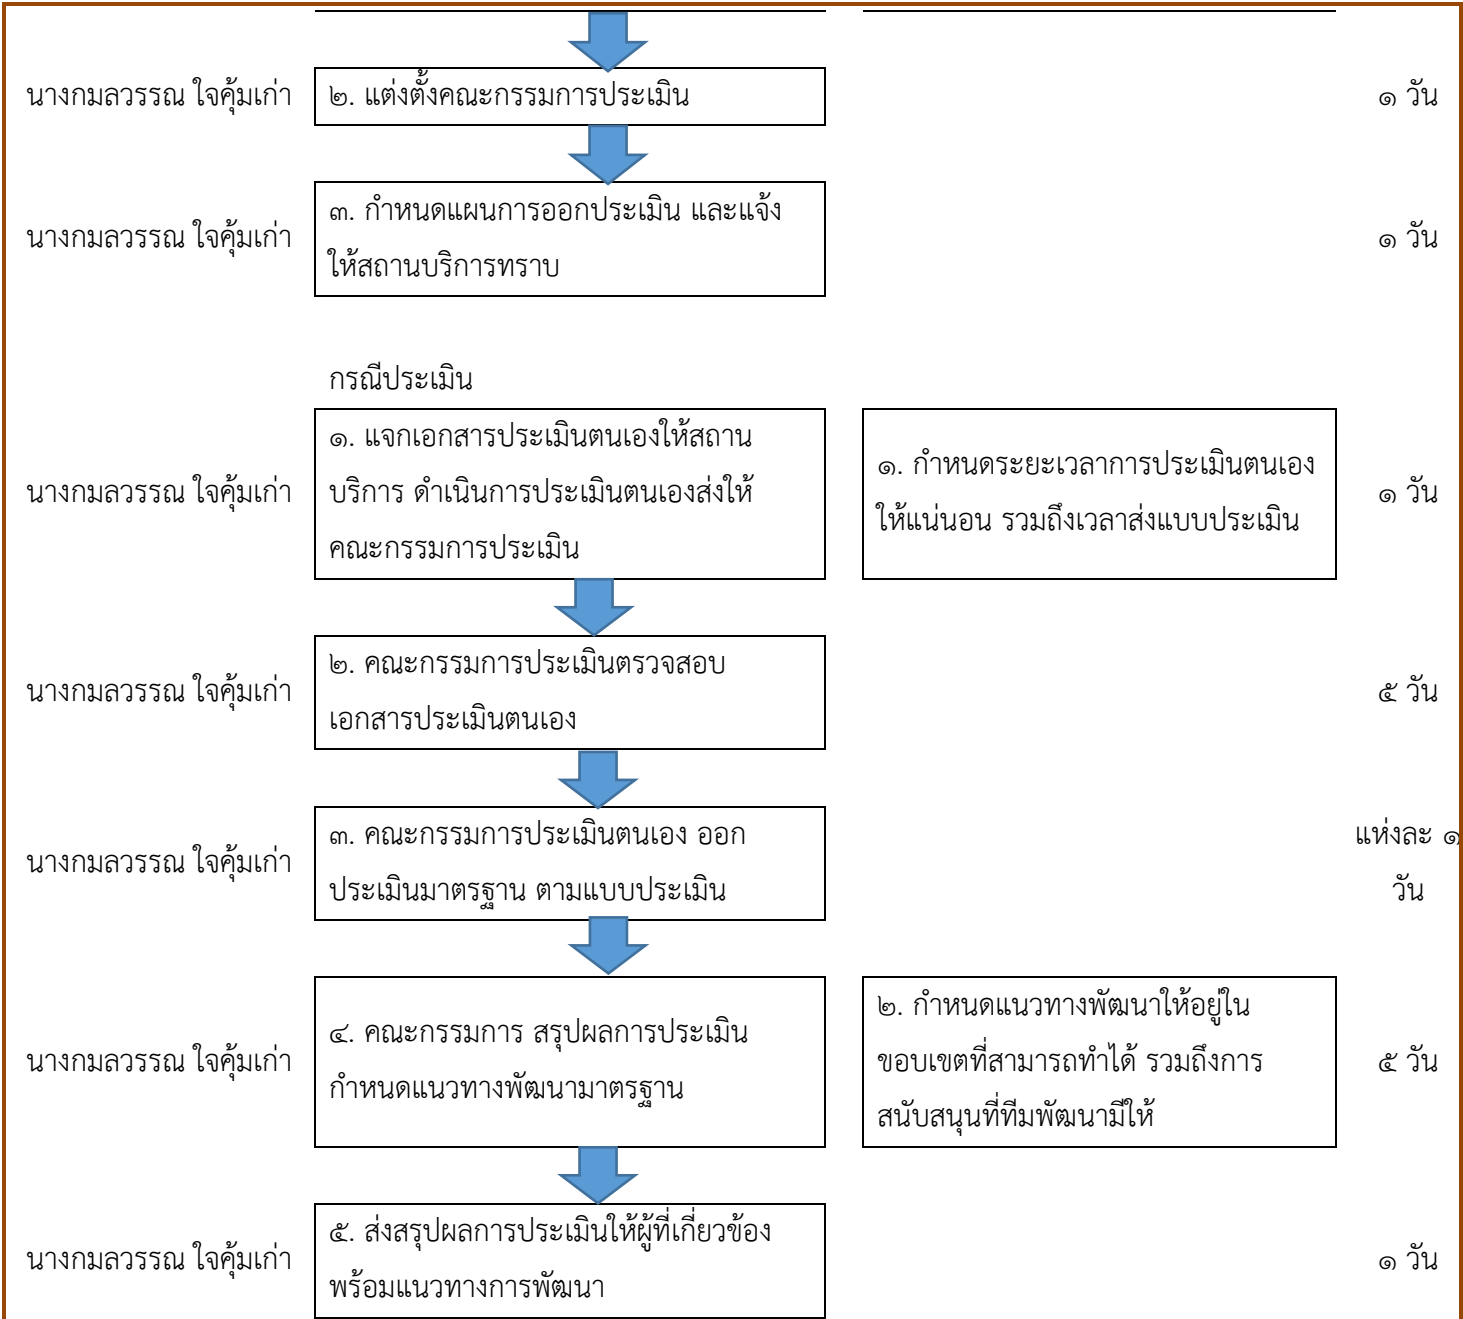 นางกมลวรรณ ใจคุ้มเก่า
๒. แต่งตั้งคณะกรรมการประเมิน
๑ วัน
นางกมลวรรณ ใจคุ้มเก่า
๓. กำหนดแผนการออกประเมิน และแจ้ง
ให้สถานบริการทราบ
๑ วัน
กรณีประเมิน
นางกมลวรรณ ใจคุ้มเก่า
๑. แจกเอกสารประเมินตนเองให้สถาน
บริการ ดำเนินการประเมินตนเองส่งให้
คณะกรรมการประเมิน
๑. กำหนดระยะเวลาการประเมินตนเอง
ให้แน่นอน รวมถึงเวลาส่งแบบประเมิน
๑ วัน
นางกมลวรรณ ใจคุ้มเก่า
๒. คณะกรรมการประเมินตรวจสอบ
เอกสารประเมินตนเอง
๕ วัน
นางกมลวรรณ ใจคุ้มเก่า
๓. คณะกรรมการประเมินตนเอง ออก
ประเมินมาตรฐาน ตามแบบประเมิน
แห่งละ ๑
วัน
นางกมลวรรณ ใจคุ้มเก่า
๔. คณะกรรมการ สรุปผลการประเมิน
กำหนดแนวทางพัฒนามาตรฐาน
๒. กำหนดแนวทางพัฒนาให้อยู่ใน
ขอบเขตที่สามารถทำได้ รวมถึงการ
สนับสนุนที่ทีมพัฒนามีให้
๕ วัน
นางกมลวรรณ ใจคุ้มเก่า
๕. ส่งสรุปผลการประเมินให้ผู้ที่เกี่ยวข้อง
พร้อมแนวทางการพัฒนา
๑ วัน